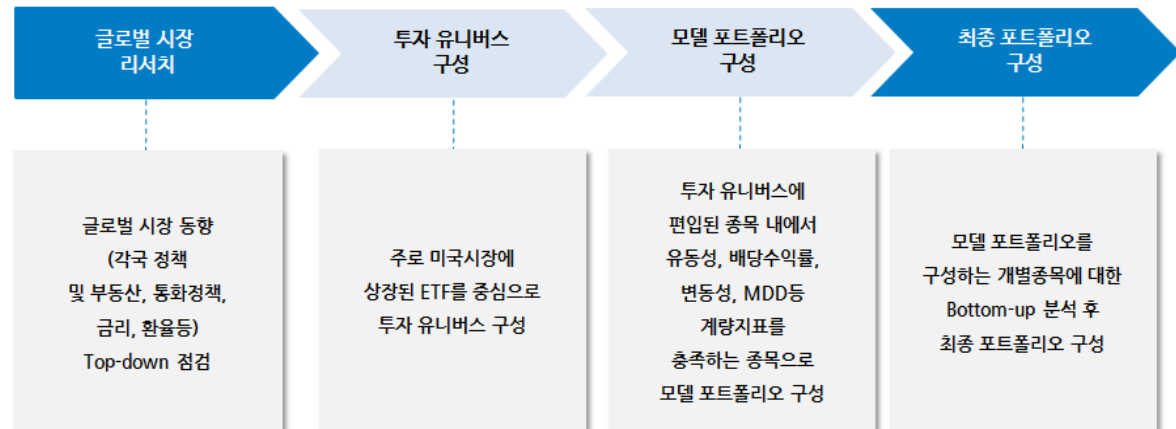 글로벌 시장
리서치
투자 유니버스
구성
모델 포트폴리오
구성
최종 포트폴리오
구성
글로벌 시장 동향
(각국 정책
및 부동산, 통화정책,
금리, 환율등)
Top-down 점검
주로 미국시장에
상장된 ETF를 중심으로
투자 유니버스 구성
투자 유니버스에
편입된 종목 내에서
유동성, 배당수익률,
변동성, MDD등
계량지표를
충족하는 종목으로
모델 포트폴리오 구성
모델 포트폴리오를
구성하는 개별종목에 대한
Bottom-up 분석 후
최종 포트폴리오 구성